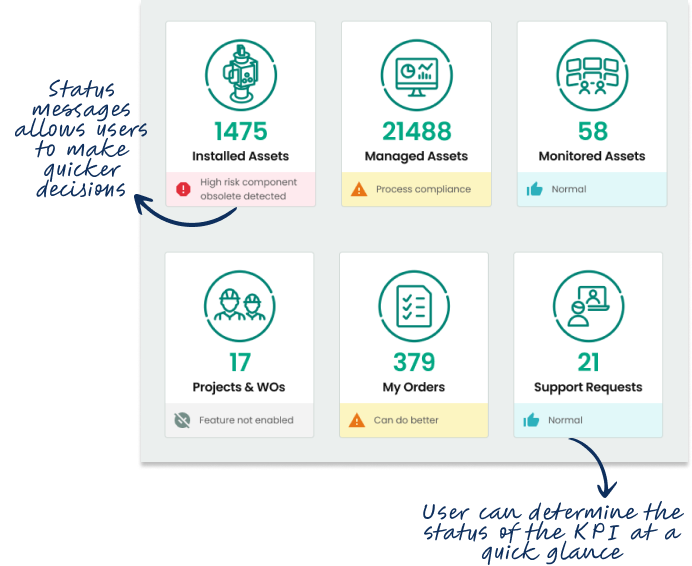 Status
messages
allows users
to make
quicker
decisions
1475
Installed Assets
High risk component
obsolete detected
21488
Managed Assets
Process compliance
58
Monitored Assets
Normal
17
Projects & WOs
Feature not enabled
379
My Orders
Can do better
21
Support Requests
Normal
User can determine the
status of the KPI at a
quick glance